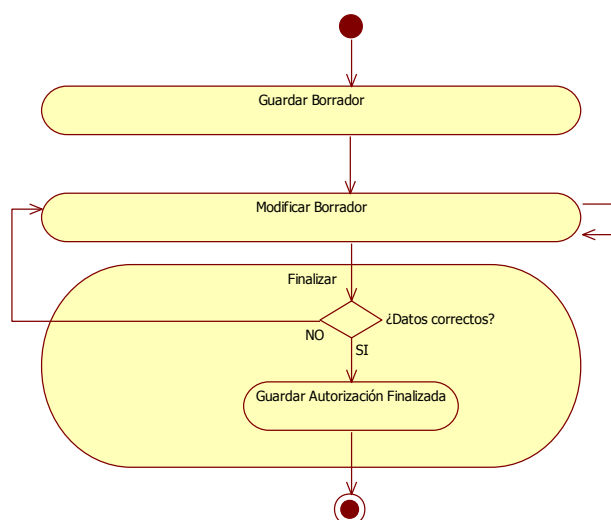 Guardar Borrador
Modificar Borrador
Finalizar
¿Datos correctos?
NO
SI
Guardar Autorización Finalizada